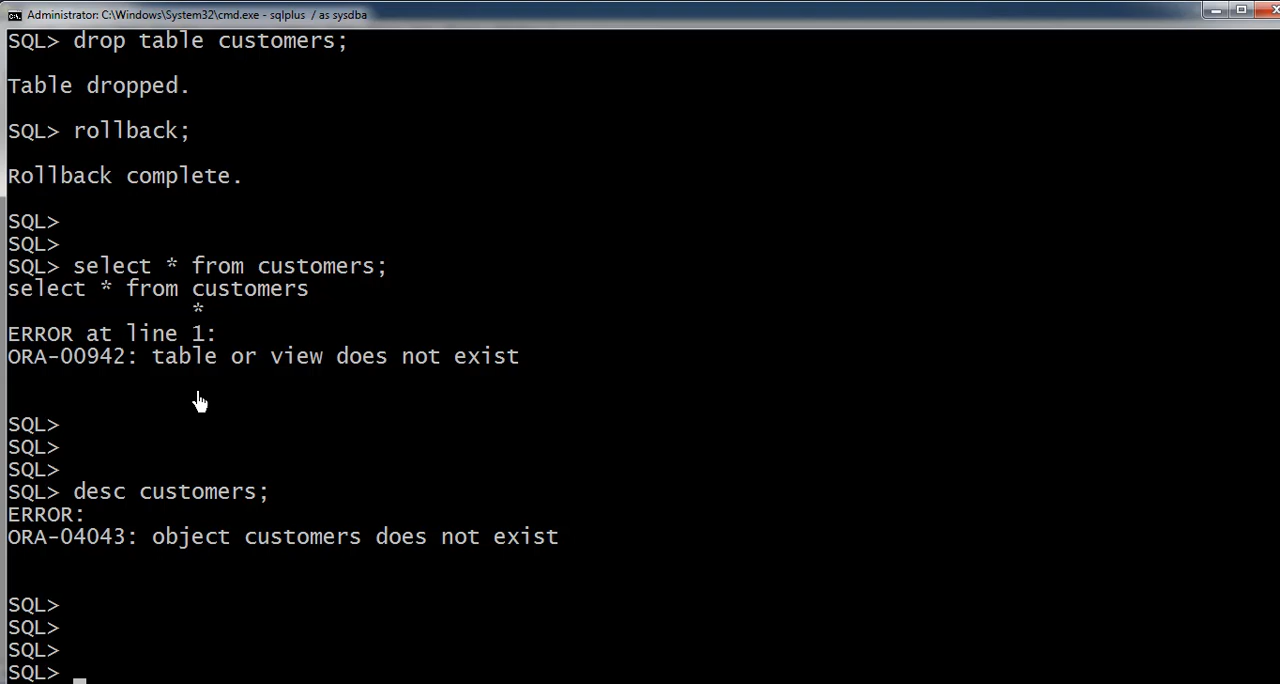 Administrator: C:\Windows\System32\cmd.exe - sqlplus / as sysdba
SQL> drop table customers;
Table dropped.
SQL> rollback;
Rollback complete.
SQL>
SQL>
SQL> select * from customers;
select * from customers
*
ERROR at line 1:
ORA-00942: table or view does not exist
SQL>
SQL>
SQL>
SQL> desc customers;
ERROR:
ORA-04043: object customers does not exist
SQL>
SQL>
SQL>
SQL>